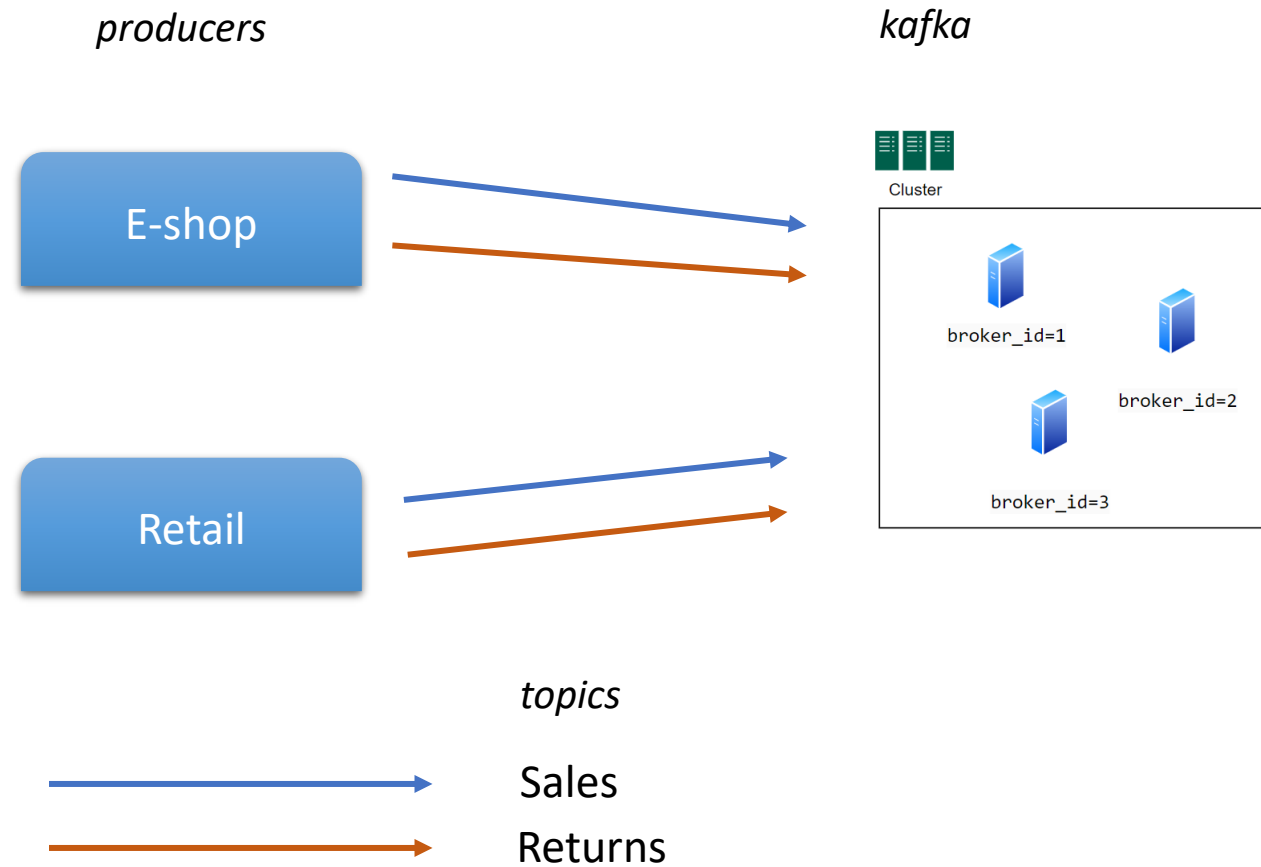 producers
kafka
Cluster
E-shop
broker_id=1
broker_id=2
broker_id=3
Retail
topics
Sales
Returns